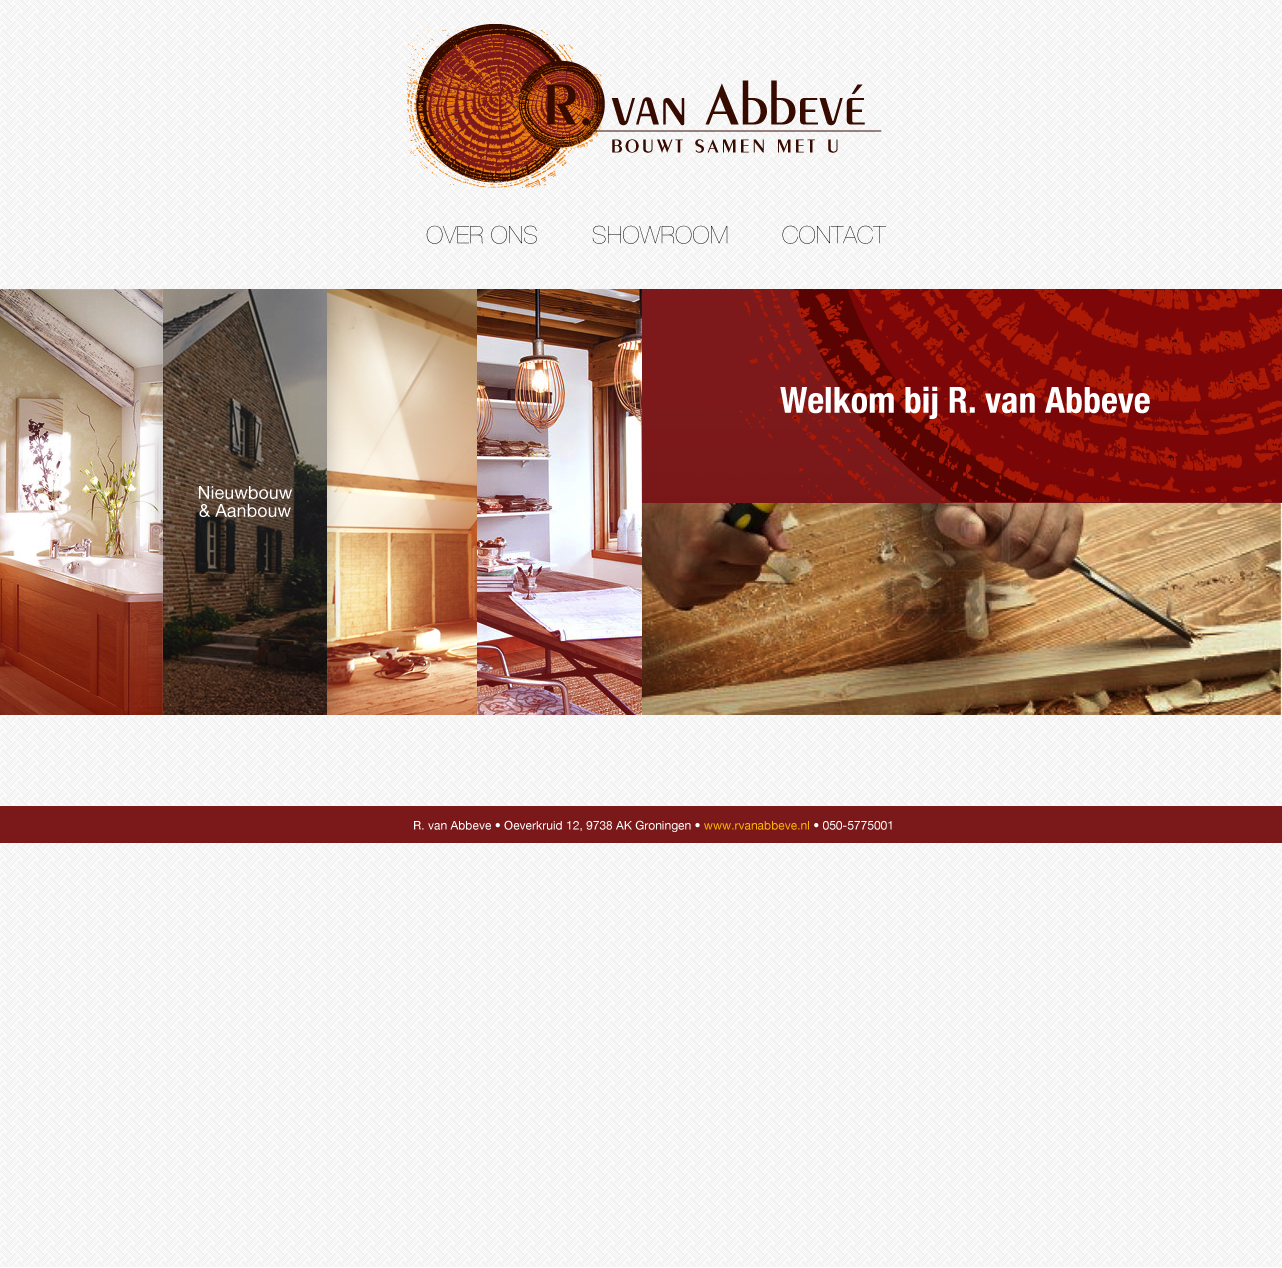 R. van Abbevé
BOUWT SAMEN MET U
OVER ONS SHOWROOM CONTACT
Welkom bij R. van Abbeve
Nieuwbouw
& Aanbouw
R. van Abbeve • Oeverkruid 12, 9738 AK Groningen • www.rvanabbeve.nl • 050-5775001